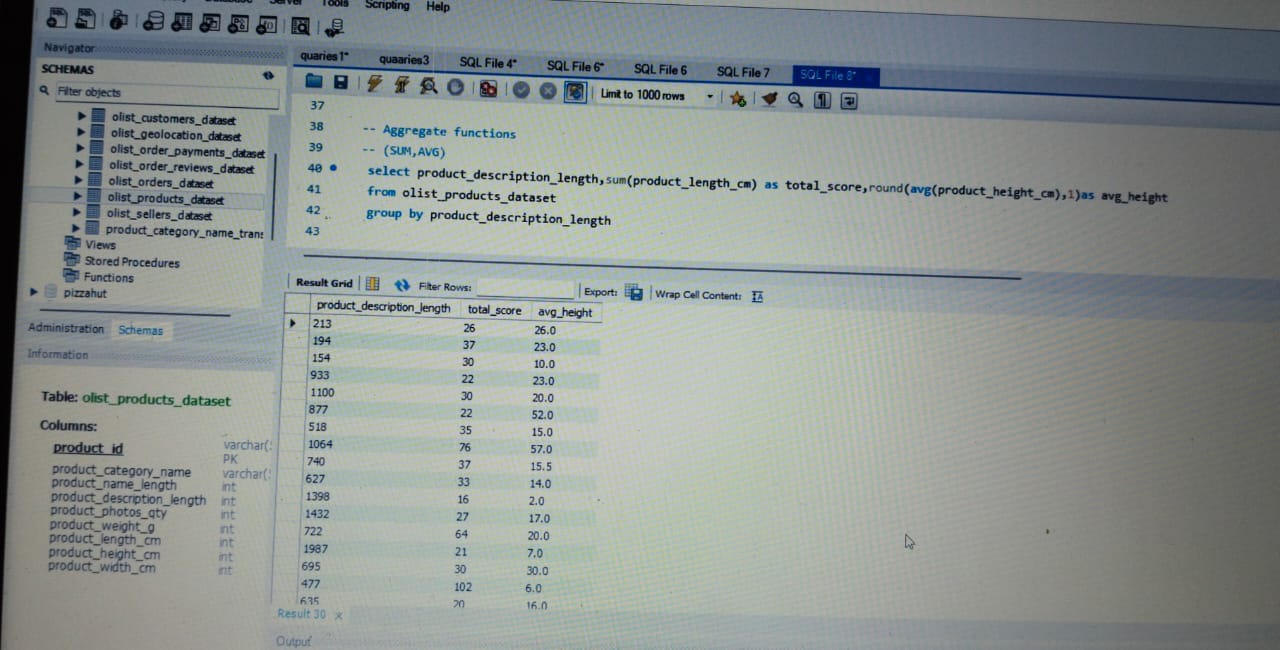 Server
Tools
Scripting
Help
Navigator
SCHEMAS
Filter objects
olist_customers_dataset
olist_geolocation_dataset
olist_order_payments_dataset
olist_order_reviews_dataset
olist_orders_dataset
olist_products_dataset
olist_sellers_dataset
product_category_name_trans
Views
Stored Procedures
Functions
pizzahut
Administration Schemas
Information
Table: olist_products_dataset
Columns:
product_id varchar(
PK
product_category_name varchar(
product_name_length int
product_description_length int
product_photos_qty int
product_weight_g int
product_length_cm int
product_height_cm int
product_width_cm int
quaries1* quaaries3 SQL File 4* SQL File 6* SQL File 6 SQL File 7 SQL File 8*
Limit to 1000 rows
37
38 -- Aggregate functions
39 -- (SUM,AVG)
40 select product_description_length,sum(product_length_cm) as total_score,round(avg(product_height_cm),1)as avg_height
41 from olist_products_dataset
42 group by product_description_length
43
Result Grid Filter Rows: Export: Wrap Cell Content:
product_description_length total_score avg_height
213 26 26.0
194 37 23.0
154 30 10.0
933 22 23.0
1100 30 20.0
877 22 52.0
518 35 15.0
1064 76 57.0
740 37 15.5
627 33 14.0
1398 16 2.0
1432 27 17.0
722 64 20.0
1987 21 7.0
695 30 30.0
477 102 6.0
635 20 16.0
Result 30
Output